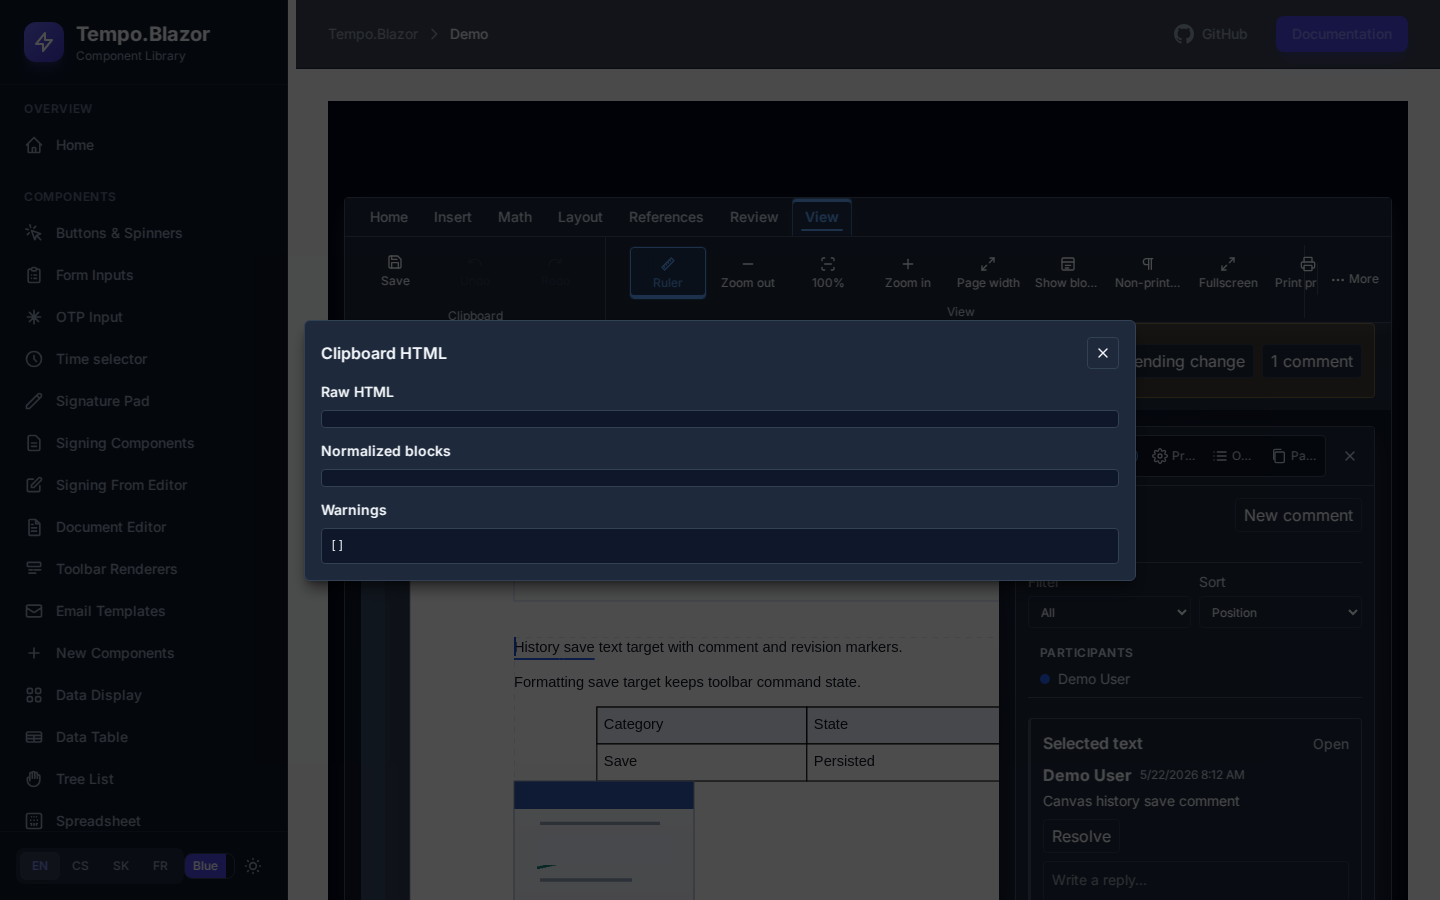 Tempo.Blazor
Component Library
Tempo.Blazor > Demo
GitHub
Documentation
OVERVIEW
Home
COMPONENTS
Buttons & Spinners
Form Inputs
OTP Input
Time selector
Signature Pad
Signing Components
Signing From Editor
Document Editor
Toolbar Renderers
Email Templates
New Components
Data Display
Data Table
Tree List
Spreadsheet
EN CS SK FR Blue
Home Insert Math Layout References Review View
Save
Ruler Zoom out 100% Zoom in Page width Show blo... Non-print... Fullscreen Print pr
... More
Clipboard
View
ending change 1 comment
Clipboard HTML
Raw HTML
Normalized blocks
Warnings
[]
Pr... O... Pa...
New comment
Filter Sort
All Position
PARTICIPANTS
Demo User
History save text target with comment and revision markers.
Formatting save target keeps toolbar command state.
Category State
Save Persisted
Selected text Open
Demo User 5/22/2026 8:12 AM
Canvas history save comment
Resolve
Write a reply...